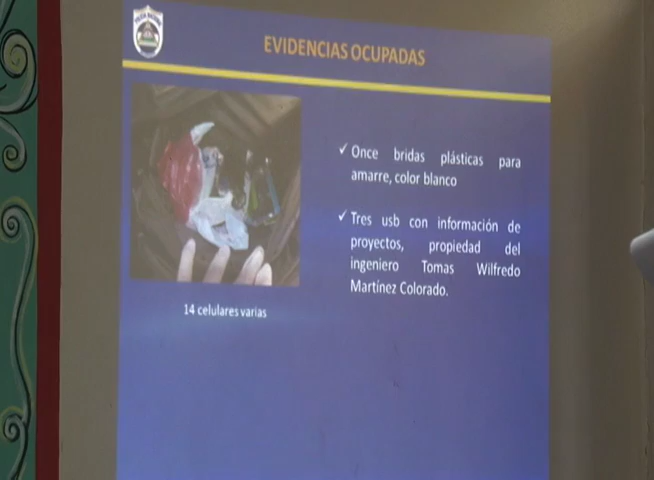 EVIDENCIAS OCUPADAS
✓ Once bridas plásticas para
amarre, color blanco
✓ Tres usb con información de
proyectos, propiedad del
ingeniero Tomas Wilfredo
Martínez Colorado.
14 celulares varias